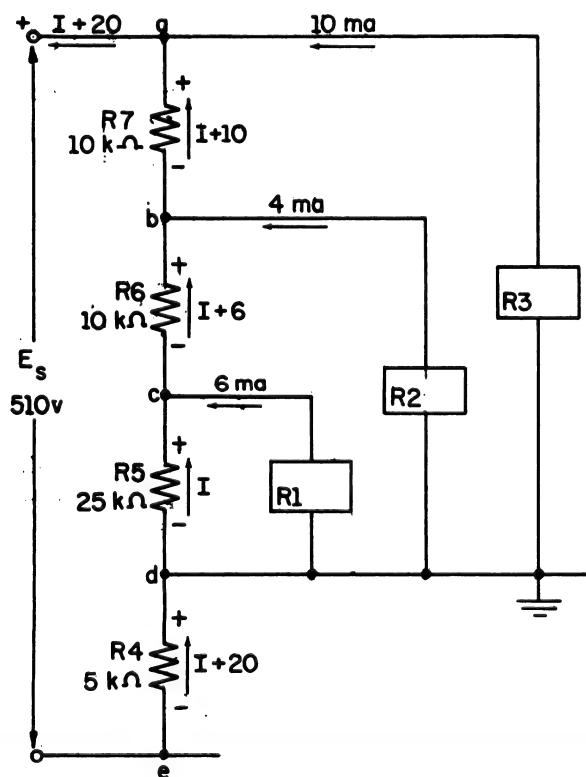 + I+20 a 10 ma
+
R7 I+10
10 kΩ
-
b 4 ma
+
R6 I+6
10 kΩ
-
R3
E_s
510v
c 6 ma
R2
+
R5 I
25 kΩ
-
R1
d
+
R4 I+20
5 kΩ
-
e